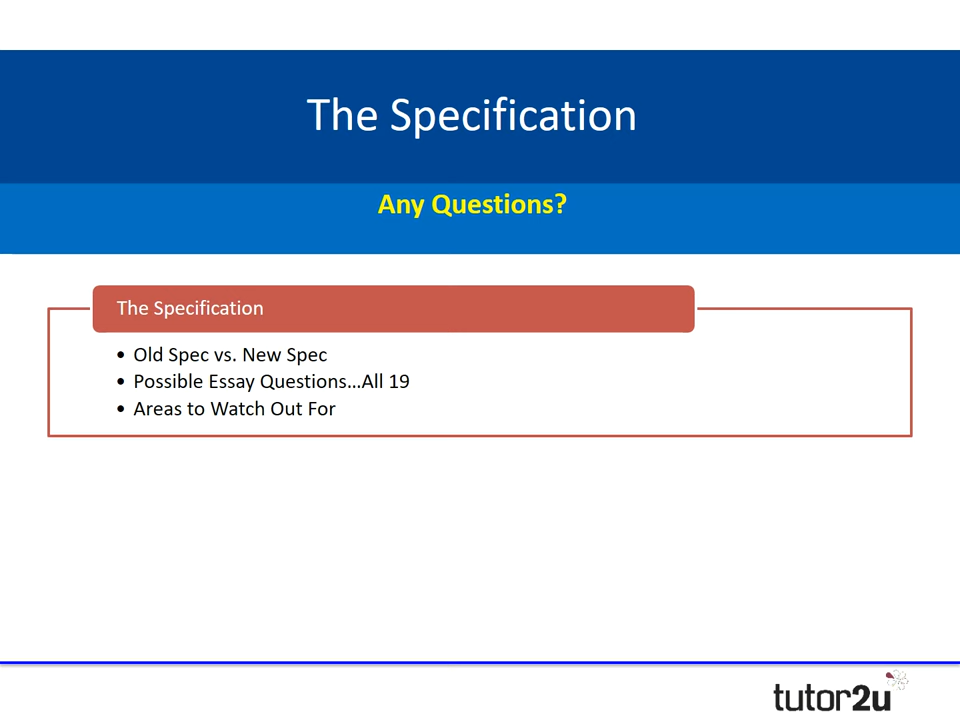 The Specification
Any Questions?
The Specification
• Old Spec vs. New Spec
• Possible Essay Questions...All 19
• Areas to Watch Out For
tutor2u